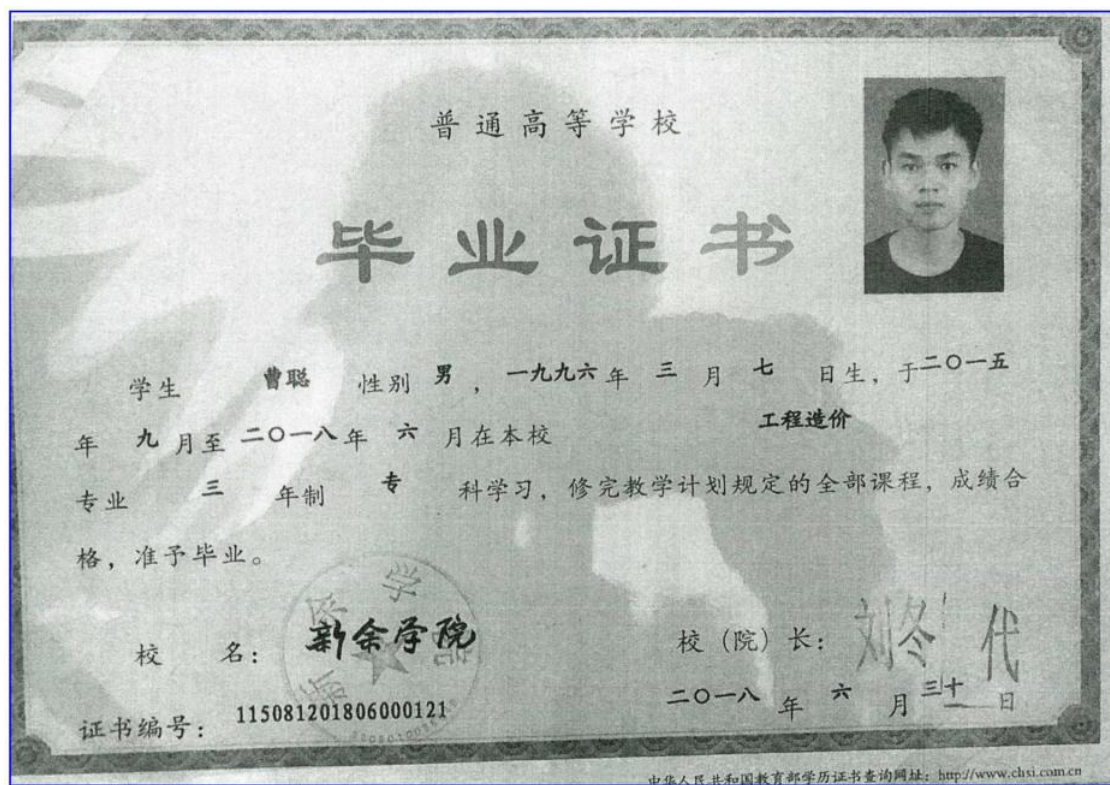 普通高等学校
毕业证书
学生 曹聪 性别 男，一九九六年 三 月 七 日生，于二〇一五
年 九 月至 二〇一八 年 六 月在本校 工程造价
专业 三 年制 专 科学习，修完教学计划规定的全部课程，成绩合
格，准予毕业。
校 名：新余学院
校（院）长：刘冬 代
二〇一八 年 六 月 三十 日
证书编号：115081201806000121
中华人民共和国教育部学历证书查询网址：http://www.chsi.com.cn